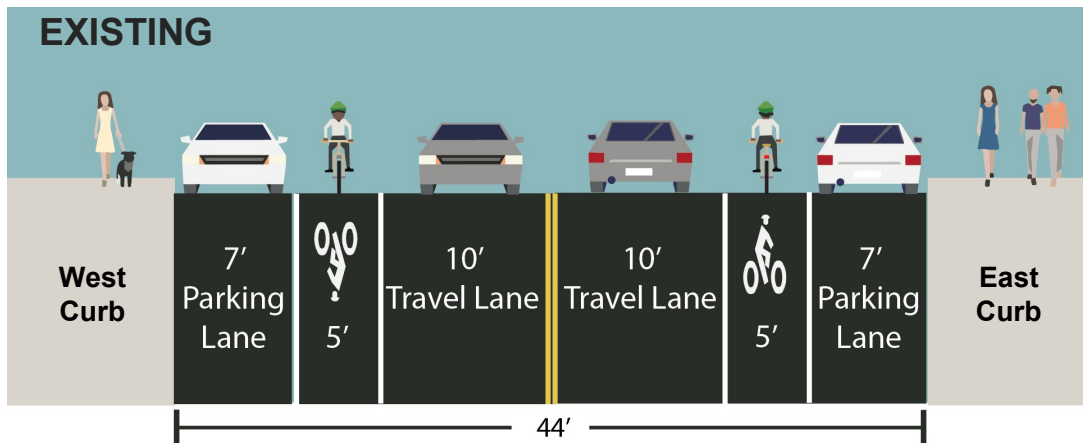 EXISTING
West
Curb
7’
Parking
Lane
5’
10’
Travel Lane
10’
Travel Lane
5’
7’
Parking
Lane
East
Curb
44’